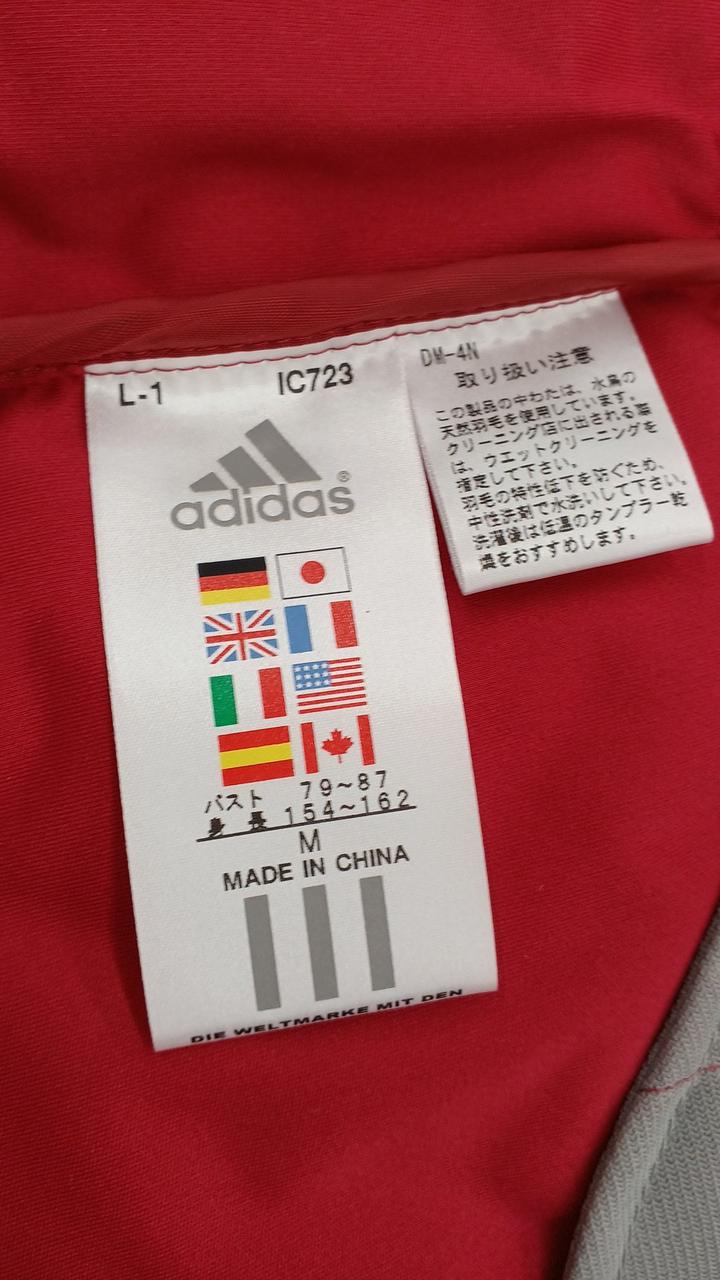 L-1 IC723
adidas®
バスト 79~87
身長 154~162
M
MADE IN CHINA
DIE WELTMARKE MIT DEN
DM-4N
取り扱い注意
この製品の中わたは、水鳥の
天然羽毛を使用しています。
クリーニング店に出される際
は、ウエットクリーニングを
指定して下さい。
羽毛の特性低下を防ぐため、
中性洗剤で水洗いして下さい。
洗濯後は低温のタンブラー乾
燥をおすすめします。